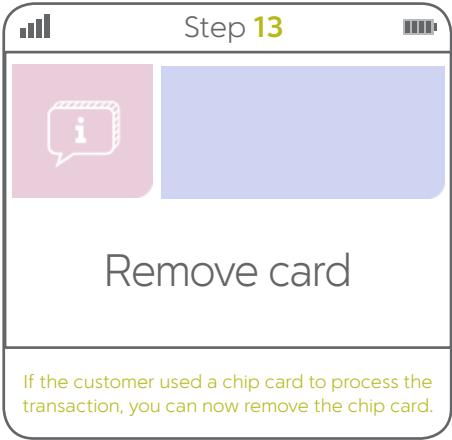 Step 13
i
Remove card
If the customer used a chip card to process the
transaction, you can now remove the chip card.